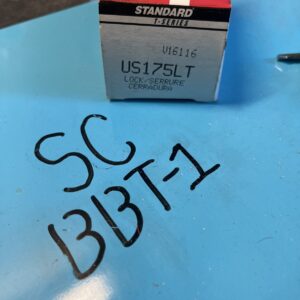 STANDARD
T-SERIES
V16116
US175LT
LOCK/SERRURE
CERRADURA
SC
BBT-1